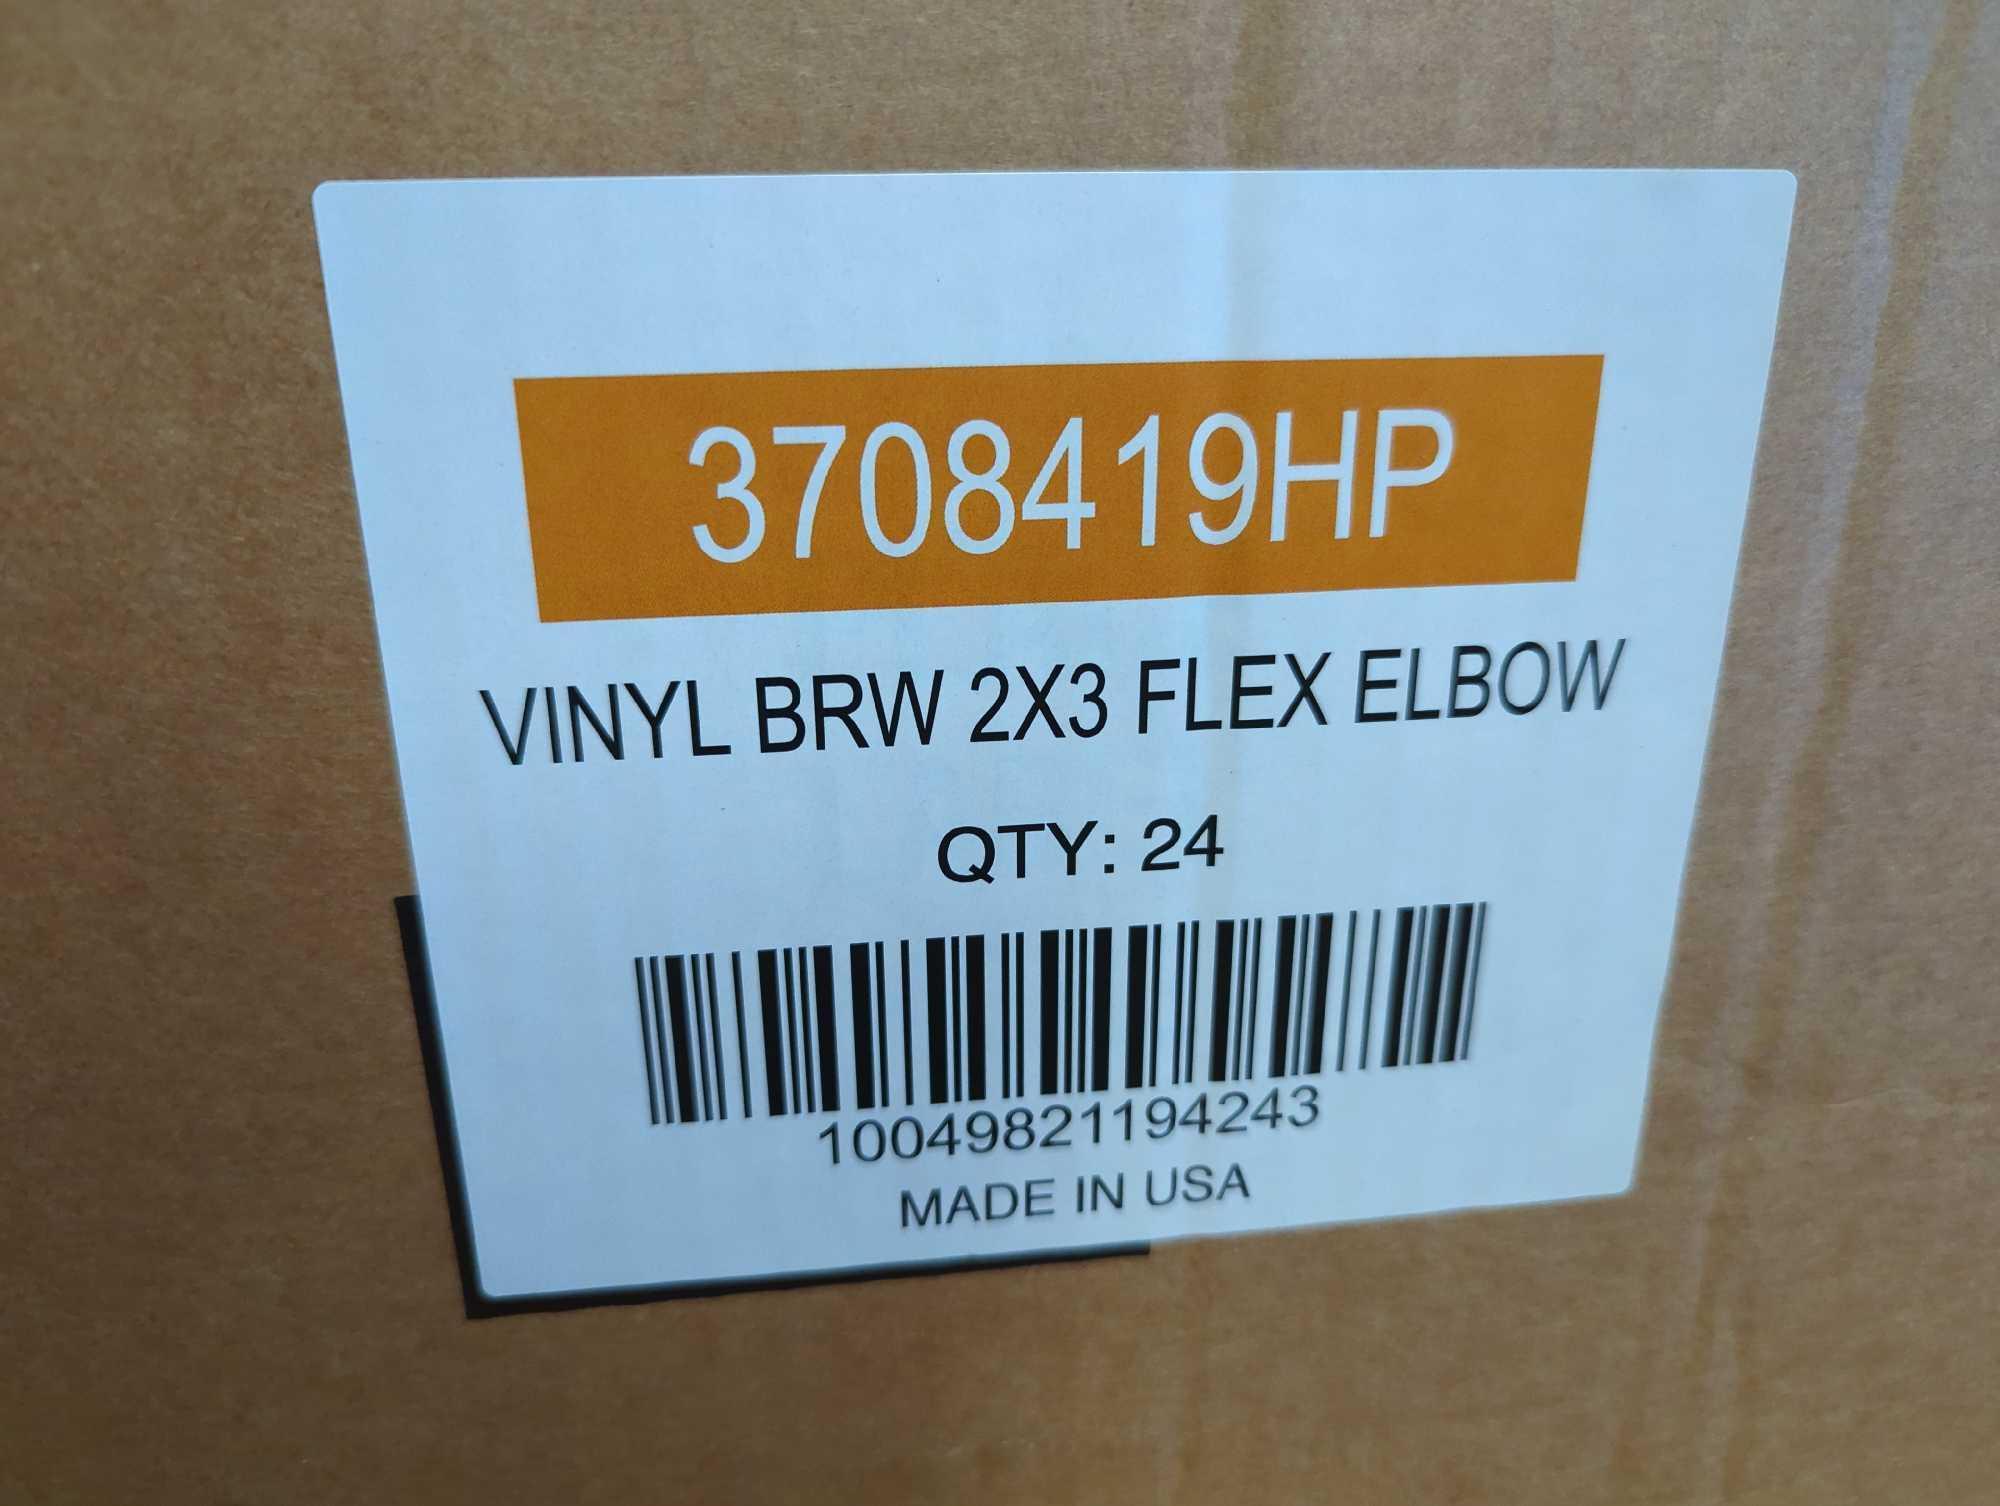 3708419HP
VINYL BRW 2X3 FLEX ELBOW
QTY: 24
10049821194243
MADE IN USA